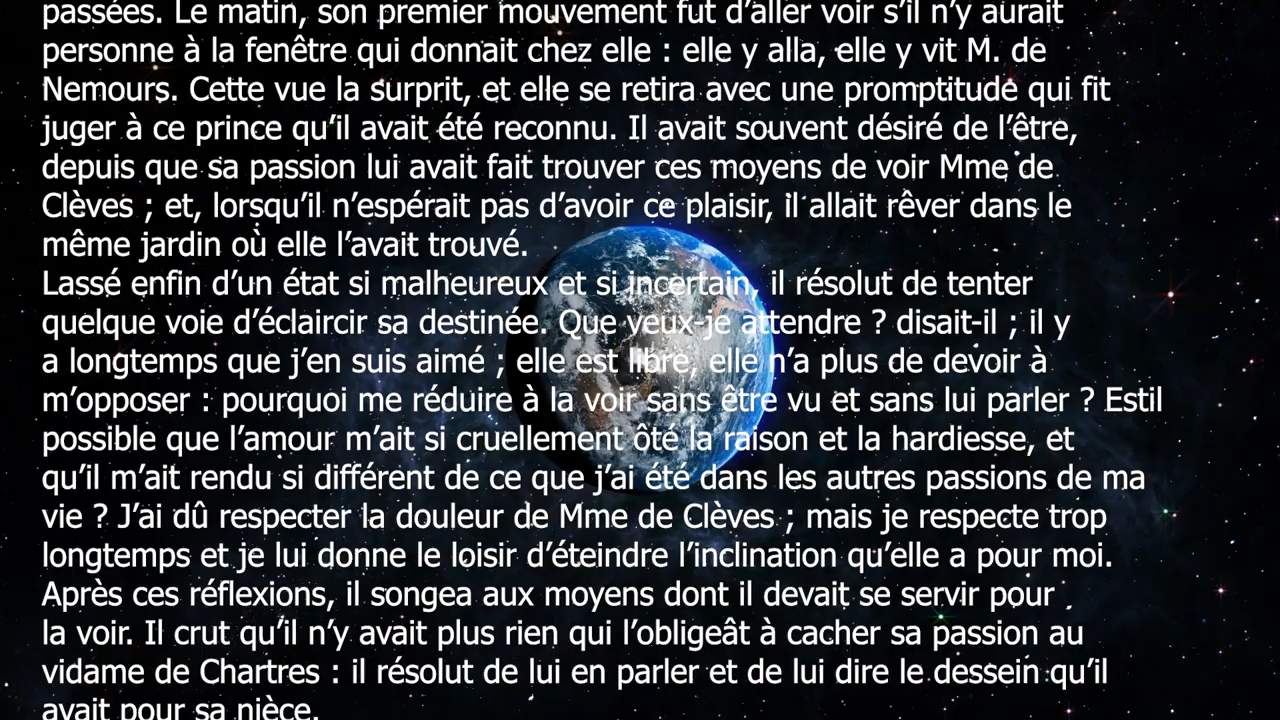 passées. Le matin, son premier mouvement fut d’aller voir s’il n’y aurait
personne à la fenêtre qui donnait chez elle : elle y alla, elle y vit M. de
Nemours. Cette vue la surprit, et elle se retira avec une promptitude qui fit
juger à ce prince qu’il avait été reconnu. Il avait souvent désiré de l’être,
depuis que sa passion lui avait fait trouver ces moyens de voir Mme de
Clèves ; et, lorsqu’il n’espérait pas d’avoir ce plaisir, il allait rêver dans le
même jardin où elle l’avait trouvé.
Lassé enfin d’un état si malheureux et si incertain, il résolut de tenter
quelque voie d’éclaircir sa destinée. Que veux-je attendre ? disait-il ; il y
a longtemps que j’en suis aimé ; elle est libre, elle n’a plus de devoir à
m’opposer : pourquoi me réduire à la voir sans être vu et sans lui parler ? Estil
possible que l’amour m’ait si cruellement ôté la raison et la hardiesse, et
qu’il m’ait rendu si différent de ce que j’ai été dans les autres passions de ma
vie ? J’ai dû respecter la douleur de Mme de Clèves ; mais je respecte trop
longtemps et je lui donne le loisir d’éteindre l’inclination qu’elle a pour moi.
Après ces réflexions, il songea aux moyens dont il devait se servir pour
la voir. Il crut qu’il n’y avait plus rien qui l’obligeât à cacher sa passion au
vidame de Chartres : il résolut de lui en parler et de lui dire le dessein qu’il
avait pour sa nièce.